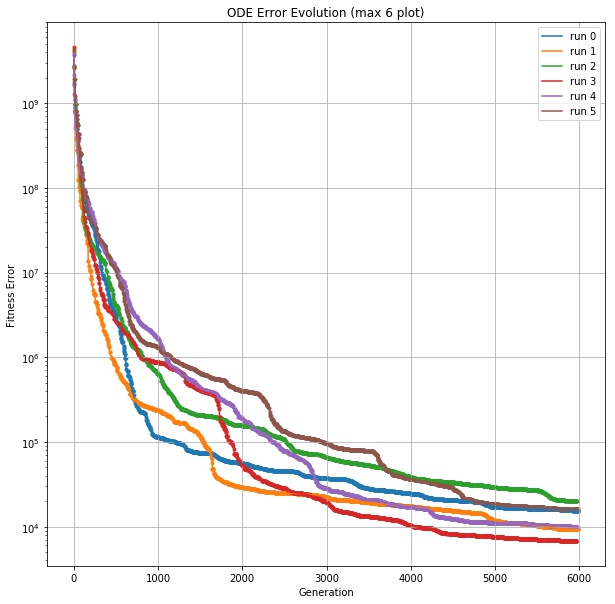 ODE Error Evolution (max 6 plot)
run 0
run 1
run 2
run 3
run 4
run 5
10⁹
10⁸
10⁷
10⁶
10⁵
10⁴
Fitness Error
0 1000 2000 3000 4000 5000 6000
Generation